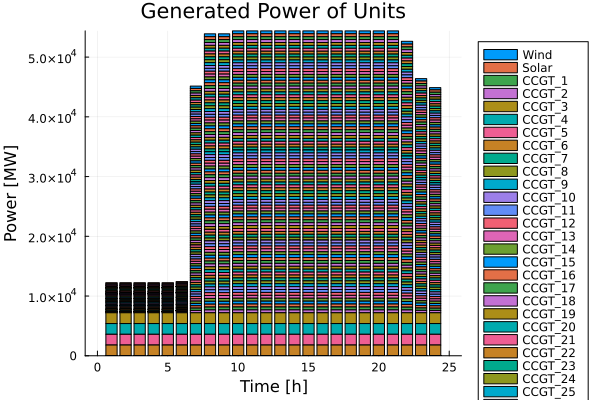 Generated Power of Units
Power [MW]
5.0×10⁴
4.0×10⁴
3.0×10⁴
2.0×10⁴
1.0×10⁴
0
0 5 10 15 20 25
Time [h]
Wind
Solar
CCGT_1
CCGT_2
CCGT_3
CCGT_4
CCGT_5
CCGT_6
CCGT_7
CCGT_8
CCGT_9
CCGT_10
CCGT_11
CCGT_12
CCGT_13
CCGT_14
CCGT_15
CCGT_16
CCGT_17
CCGT_18
CCGT_19
CCGT_20
CCGT_21
CCGT_22
CCGT_23
CCGT_24
CCGT_25